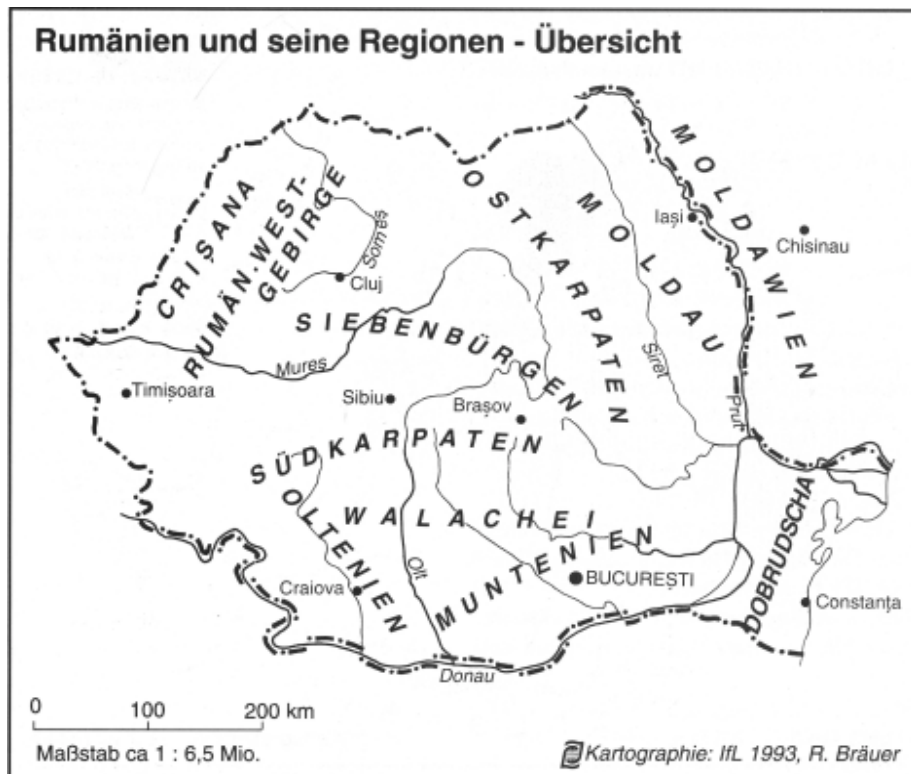 Rumänien und seine Regionen - Übersicht
MOLDAWIEN
OSTKARPATEN
MOLDAU
CRIȘANA
RUMÄN. WEST-
GEBIRGE
Someș
Iași
Chisinau
Cluj
SIEBENBÜRGEN
Mureș
Siret
Timișoara
Sibiu
Brașov
Prut
SÜDKARPATEN
WALACHEI
OLTENIEN
MUNTENIEN
DOBRUDSCHA
Olt
BUCUREȘTI
Craiova
Constanța
Donau
0 100 200 km
Maßstab ca 1 : 6,5 Mio.
Kartographie: IfL 1993, R. Bräuer